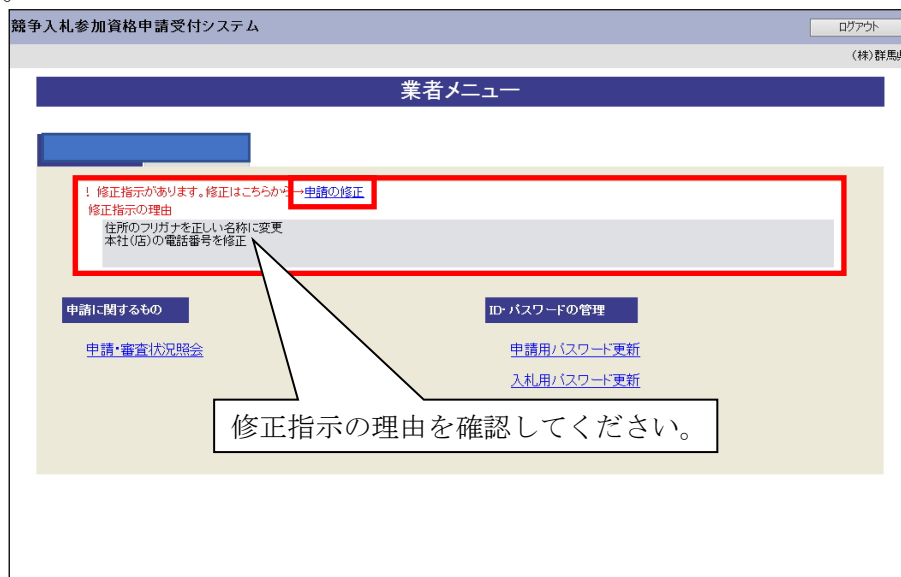 競争入札参加資格申請受付システム
ログアウト
(株)群馬
業者メニュー
! 修正指示があります。修正はこちらから→申請の修正
修正指示の理由
住所のフリガナを正しい名称に変更
本社(店)の電話番号を修正
申請に関するもの
ID・パスワードの管理
申請・審査状況照会
申請用パスワード更新
入札用パスワード更新
修正指示の理由を確認してください。